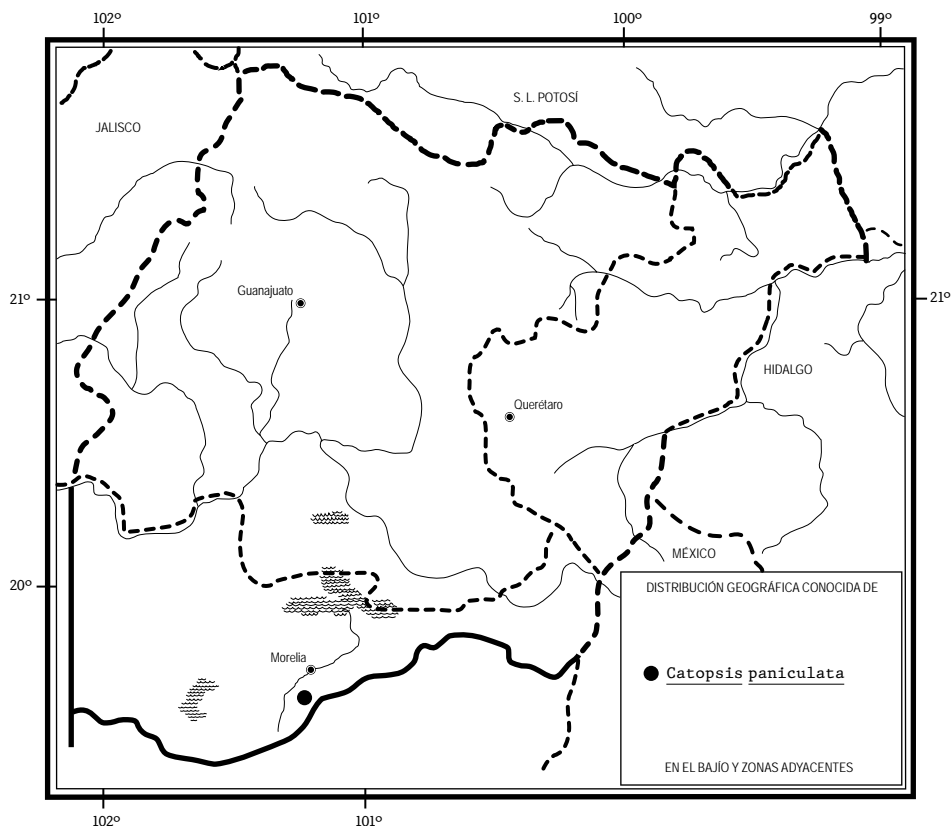 102º 101º 100º 99º
S. L. POTOSÍ
JALISCO
Guanajuato
21º 21º
HIDALGO
Querétaro
MÉXICO
20º
DISTRIBUCIÓN GEOGRÁFICA CONOCIDA DE
Morelia
Catopsis paniculata
EN EL BAJÍO Y ZONAS ADYACENTES
102º 101º